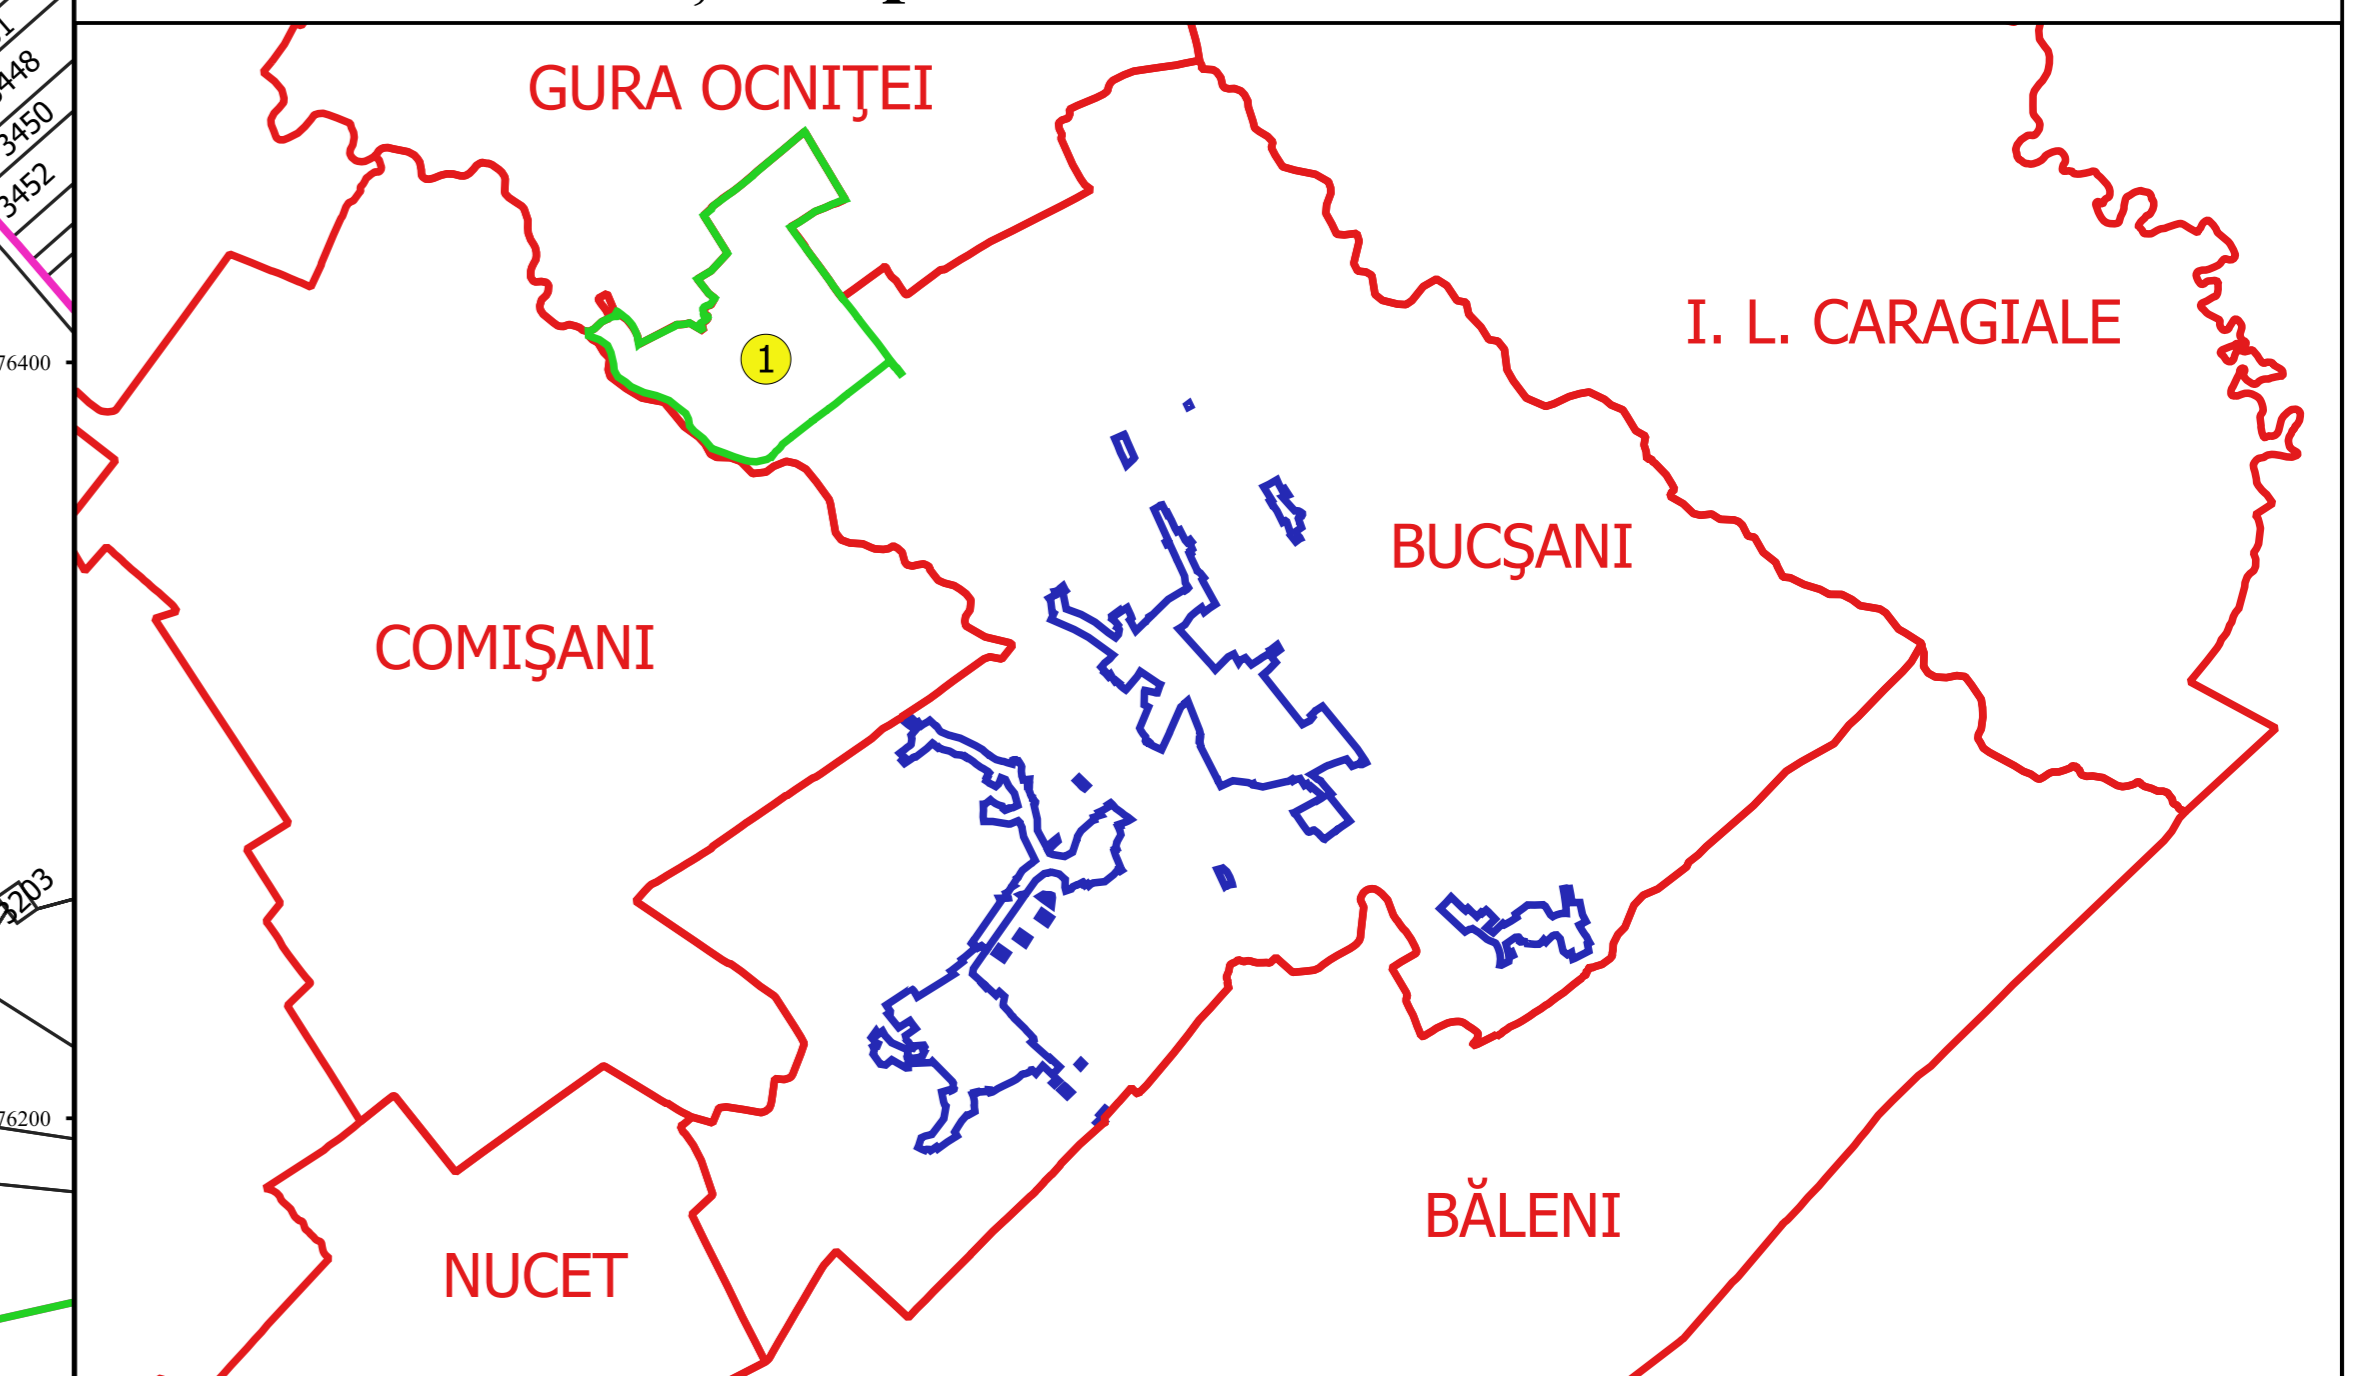 GURA OCNIŢEI
3448
3450
3452
I. L. CARAGIALE
76400
1
BUCŞANI
COMIŞANI
3203
76200
BĂLENI
NUCET